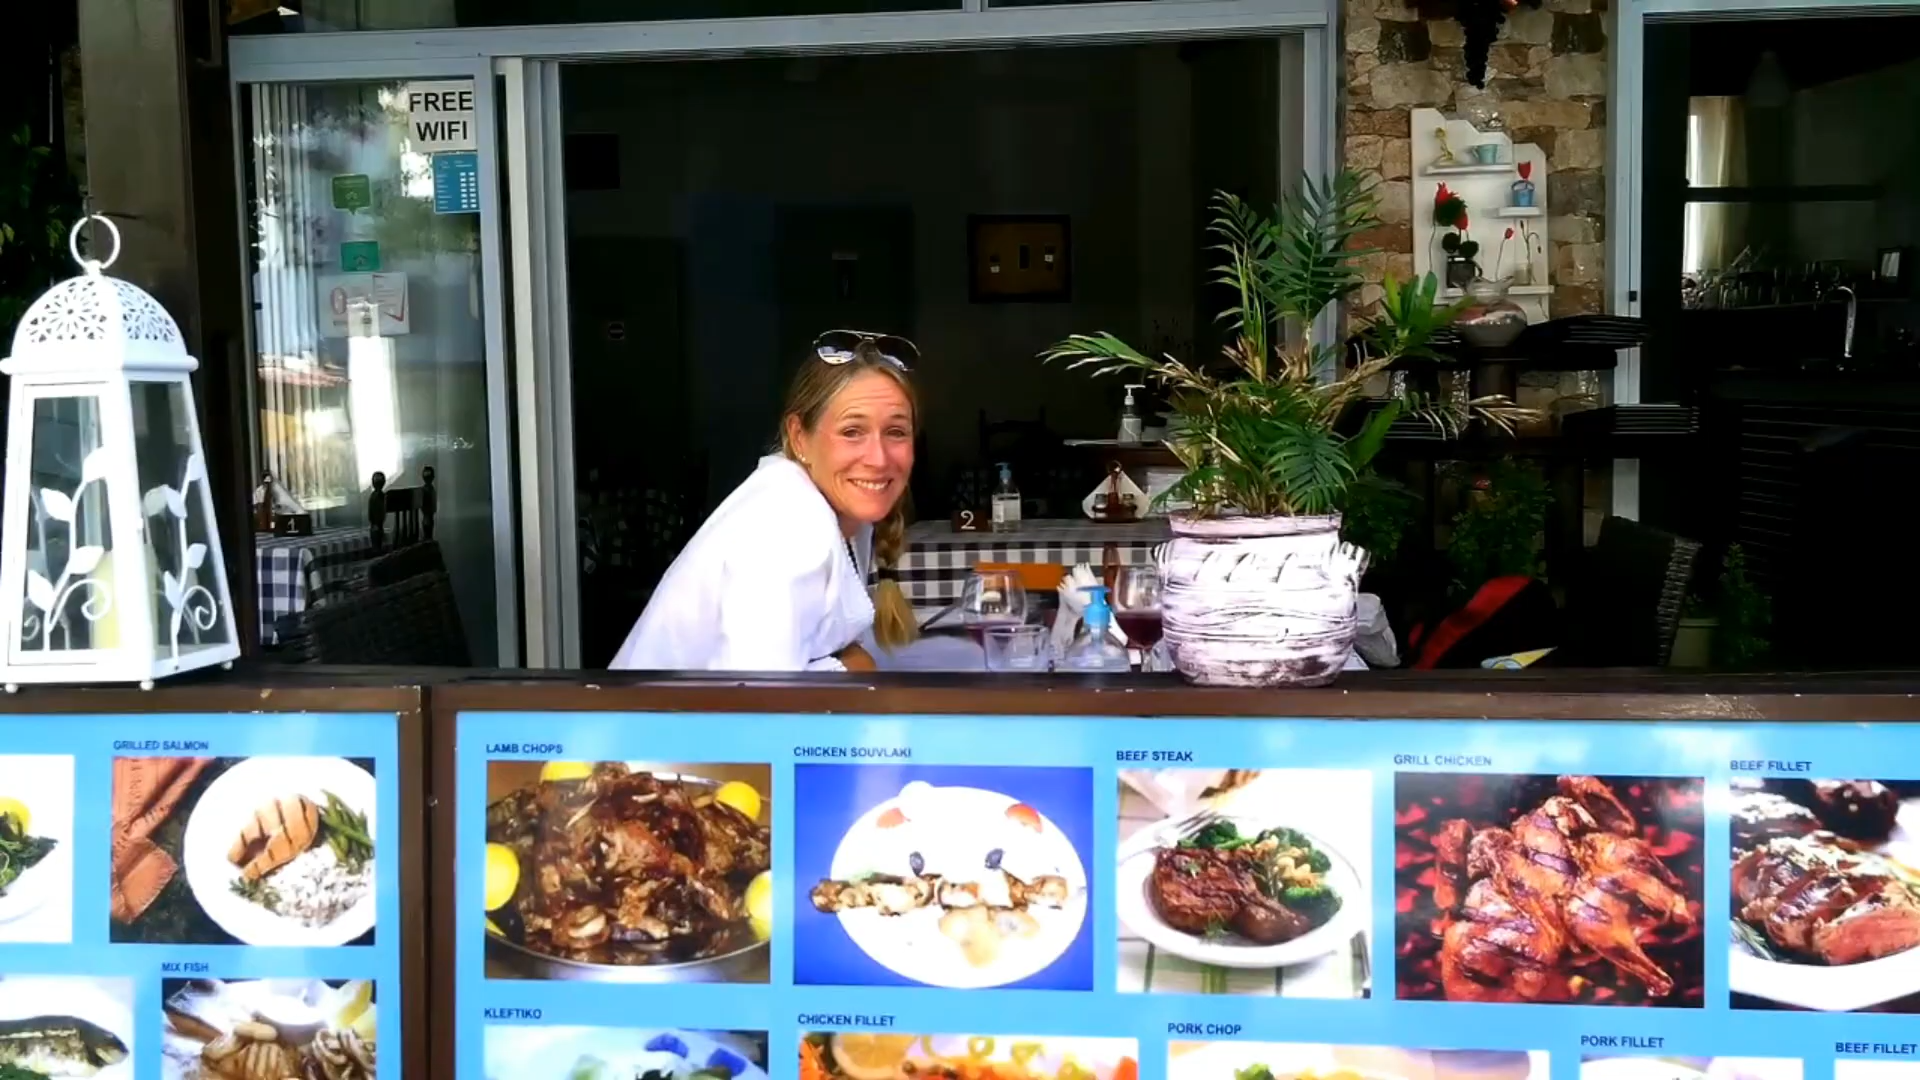 FREE
WIFI
1
2
GRILLED SALMON
LAMB CHOPS
CHICKEN SOUVLAKI
BEEF STEAK
GRILL CHICKEN
BEEF FILLET
MIX FISH
KLEFTIKO
CHICKEN FILLET
PORK CHOP
PORK FILLET
BEEF FILLET